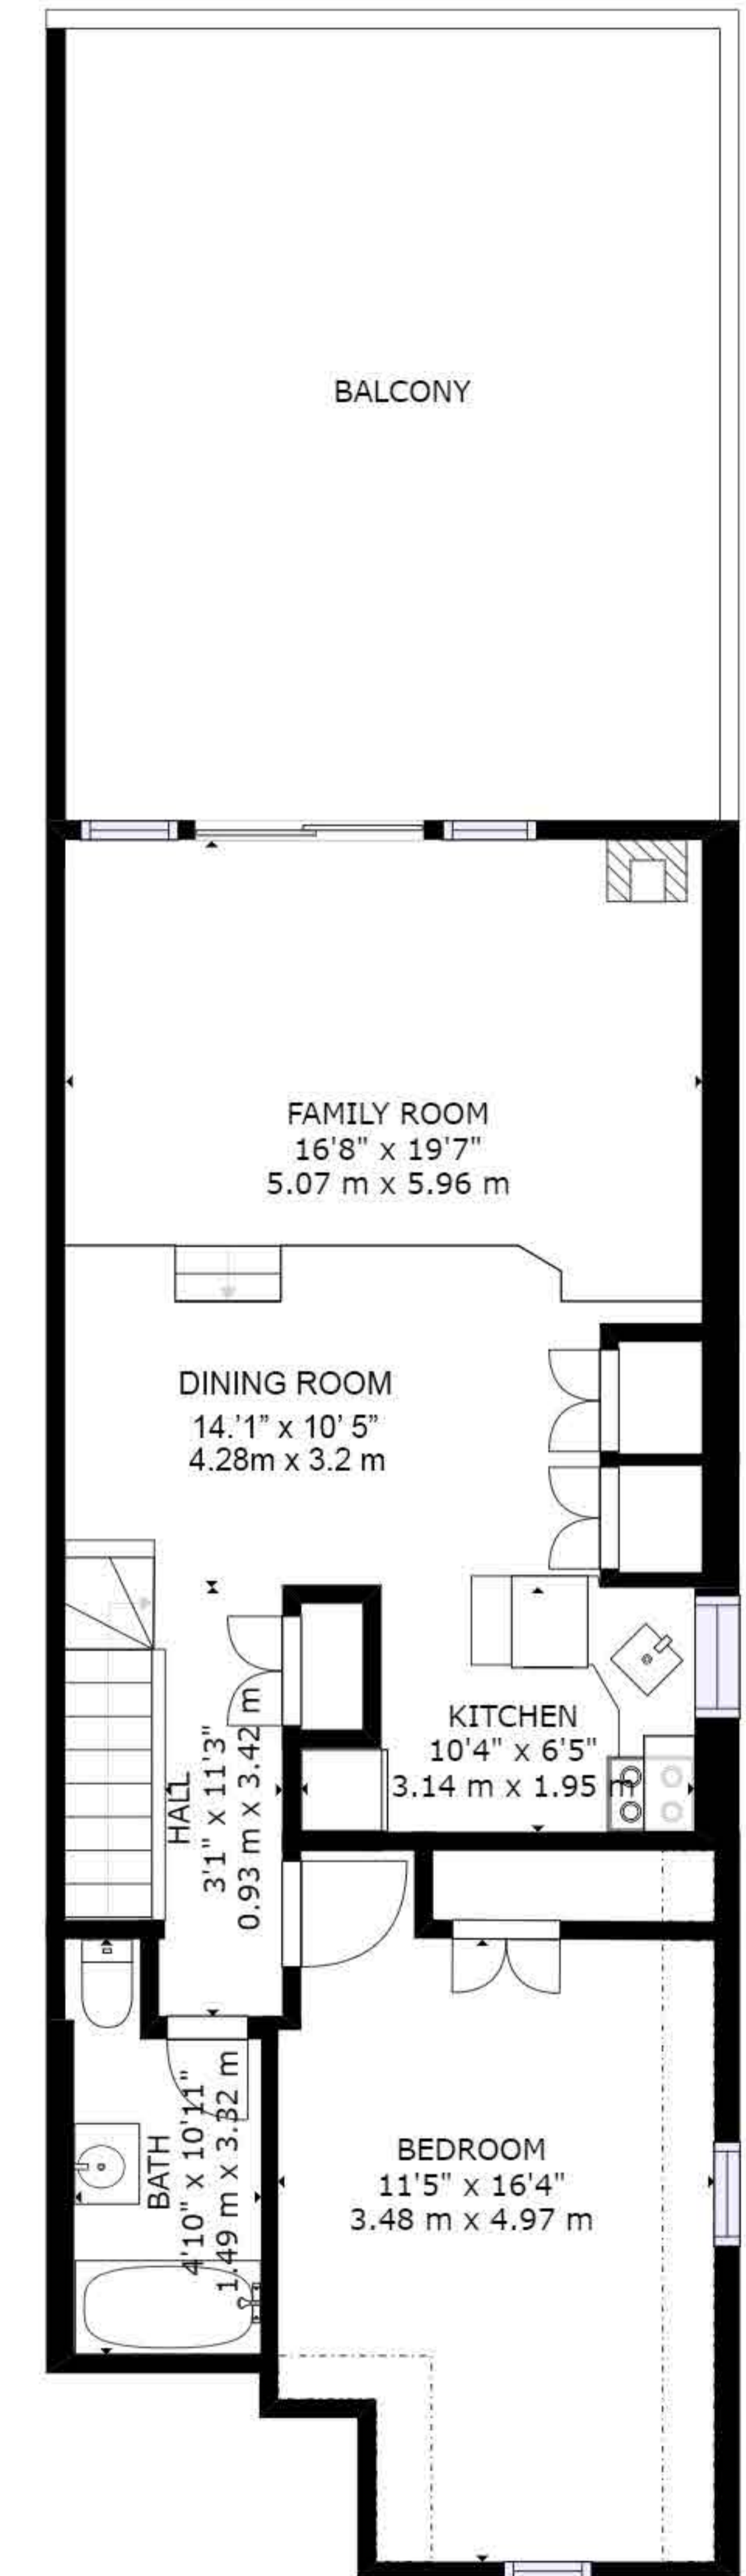 BALCONY
FAMILY ROOM
16'8" x 19'7"
5.07 m x 5.96 m
DINING ROOM
14.'1” x 10' 5”
4.28m x 3.2 m
KITCHEN
10'4" x 6'5"
3.14 m x 1.95 m
HALL
3'1" x 11'3"
0.93 m x 3.42 m
BATH
4'10" x 10'11"
1.49 m x 3.32 m
BEDROOM
11'5" x 16'4"
3.48 m x 4.97 m